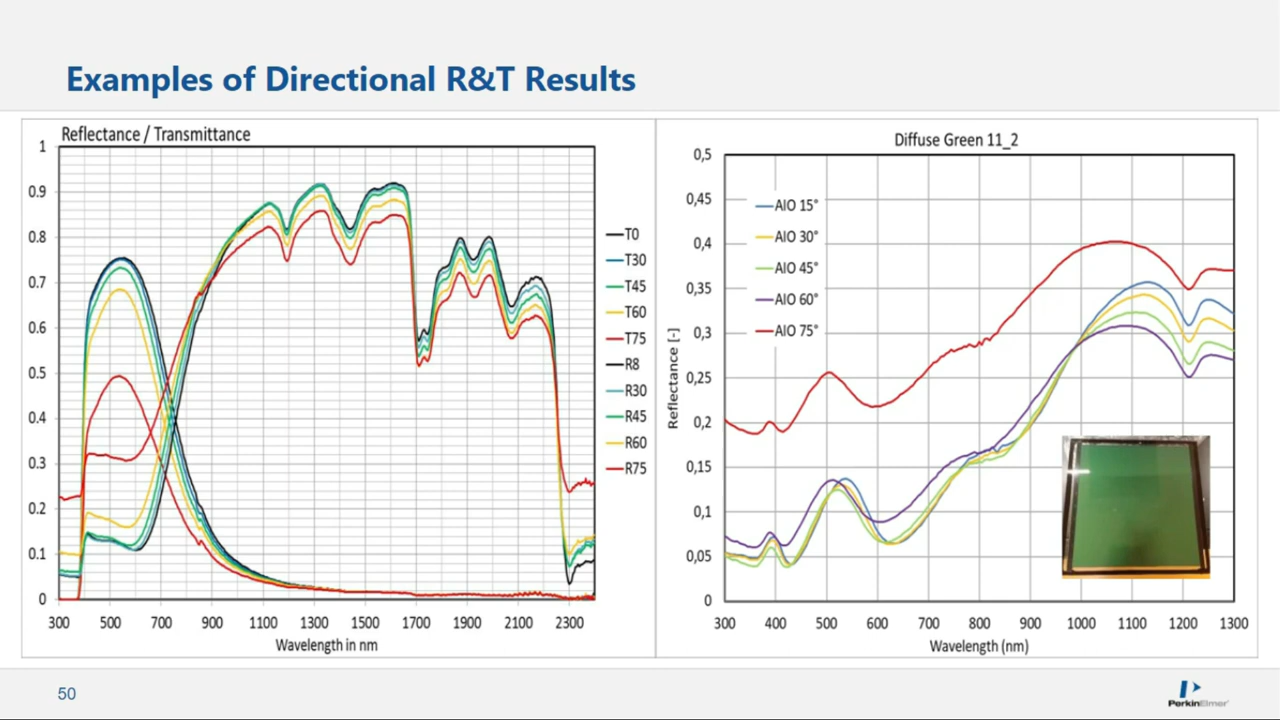 Examples of Directional R&T Results
Reflectance / Transmittance
1
0.9
0.8
0.7
0.6
0.5
0.4
0.3
0.2
0.1
0
300 500 700 900 1100 1300 1500 1700 1900 2100 2300
Wavelength in nm
T0
T30
T45
T60
T75
R8
R30
R45
R60
R75
Diffuse Green 11_2
0,5
0,45
0,4
0,35
0,3
0,25
0,2
0,15
0,1
0,05
0
Reflectance [-]
AIO 15°
AIO 30°
AIO 45°
AIO 60°
AIO 75°
300 400 500 600 700 800 900 1000 1100 1200 1300
Wavelength (nm)
50
PerkinElmer